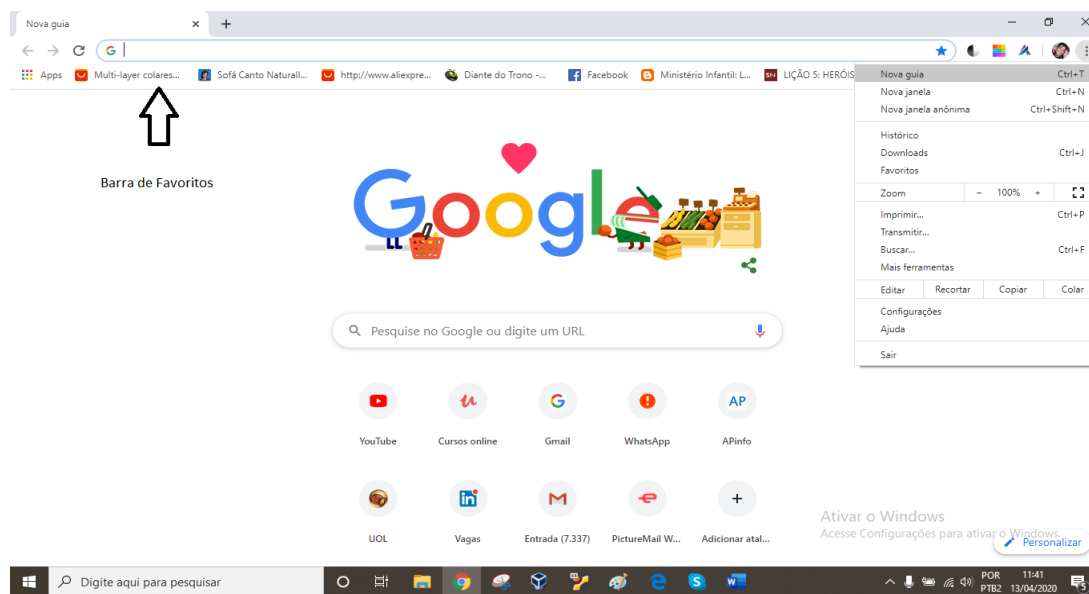 Nova guia
Apps Multi-layer colares... Sofá Canto Naturall... http://www.aliexpre... Diante do Trono -... Facebook Ministério Infantil: L... SN LIÇÃO 5: HERÓIS
Nova guia Ctrl+T
Nova janela Ctrl+N
Nova janela anônima Ctrl+Shift+N
Histórico
Downloads Ctrl+J
Favoritos
Zoom - 100% +
Imprimir... Ctrl+P
Transmitir...
Buscar... Ctrl+F
Mais ferramentas
Editar Recortar Copiar Colar
Configurações
Ajuda
Sair
Barra de Favoritos
Google
Pesquise no Google ou digite um URL
AP
YouTube Cursos online Gmail WhatsApp APinfo
UOL Vagas Entrada (7.337) PictureMail W... Adicionar atal...
Ativar o Windows
Acesse Configurações para ativar o Windows.
Personalizar
Digite aqui para pesquisar
POR 11:41
PTB2 13/04/2020